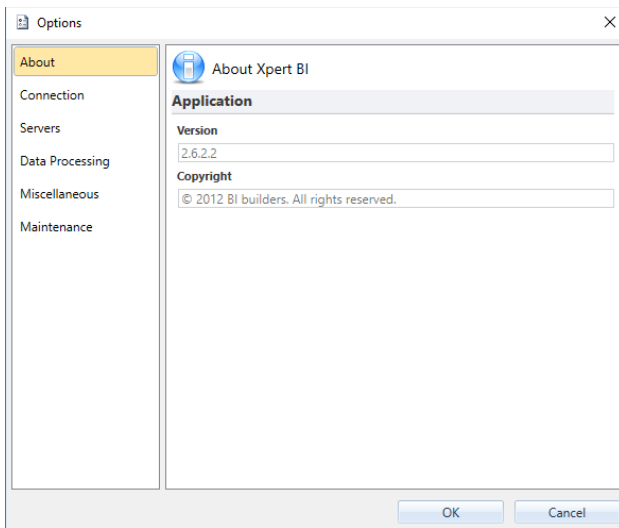 Options
About
Connection
Servers
Data Processing
Miscellaneous
Maintenance
About Xpert BI
Application
Version
2.6.2.2
Copyright
© 2012 BI builders. All rights reserved.
OK Cancel